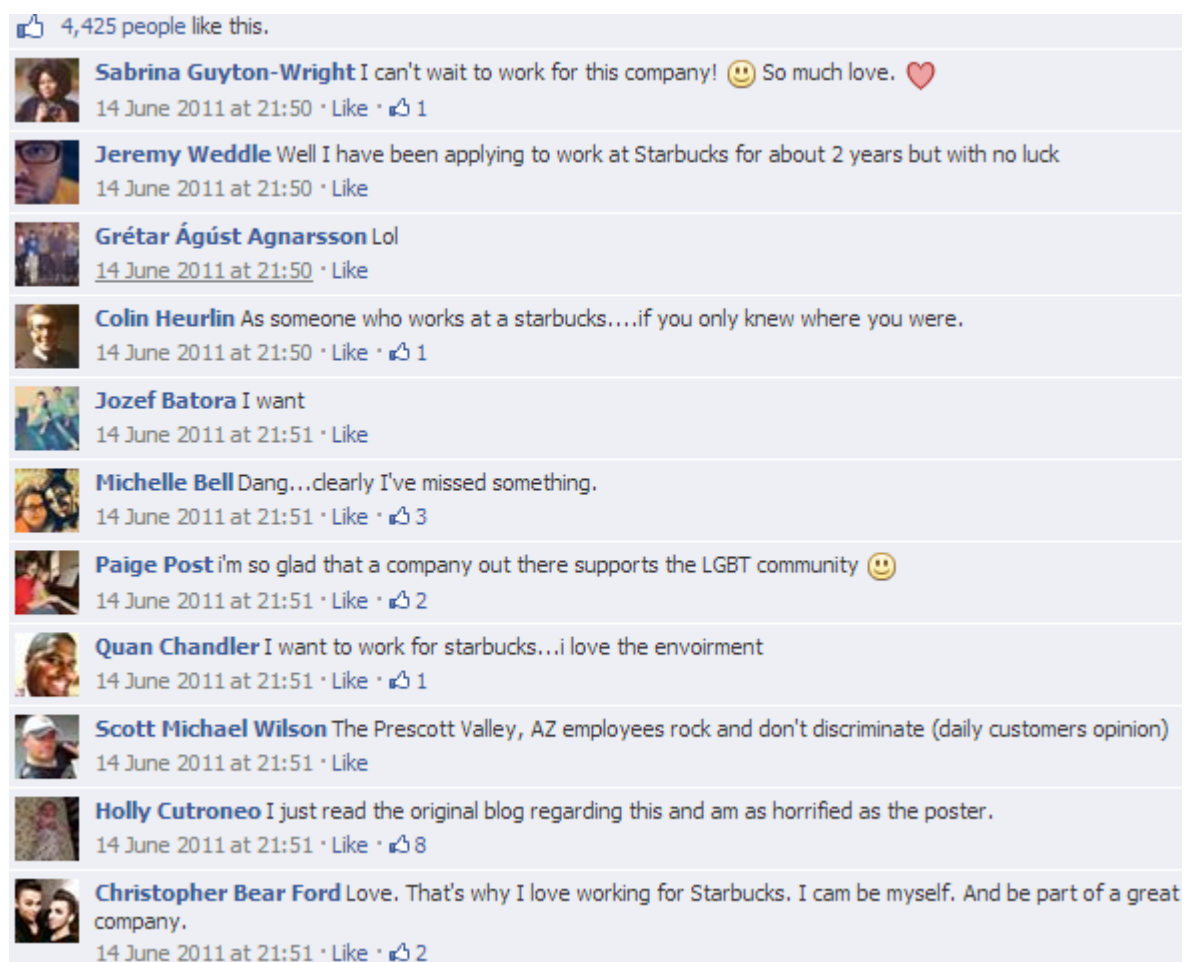 4,425 people like this.
Sabrina Guyton-Wright I can't wait to work for this company! So much love.
14 June 2011 at 21:50 · Like · 1
Jeremy Weddle Well I have been applying to work at Starbucks for about 2 years but with no luck
14 June 2011 at 21:50 · Like
Grétar Ágúst Agnarsson Lol
14 June 2011 at 21:50 · Like
Colin Heurlin As someone who works at a starbucks....if you only knew where you were.
14 June 2011 at 21:50 · Like · 1
Jozef Batora I want
14 June 2011 at 21:51 · Like
Michelle Bell Dang...clearly I've missed something.
14 June 2011 at 21:51 · Like · 3
Paige Post i'm so glad that a company out there supports the LGBT community
14 June 2011 at 21:51 · Like · 2
Quan Chandler I want to work for starbucks...i love the envoirment
14 June 2011 at 21:51 · Like · 1
Scott Michael Wilson The Prescott Valley, AZ employees rock and don't discriminate (daily customers opinion)
14 June 2011 at 21:51 · Like
Holly Cutroneo I just read the original blog regarding this and am as horrified as the poster.
14 June 2011 at 21:51 · Like · 8
Christopher Bear Ford Love. That's why I love working for Starbucks. I cam be myself. And be part of a great
company.
14 June 2011 at 21:51 · Like · 2